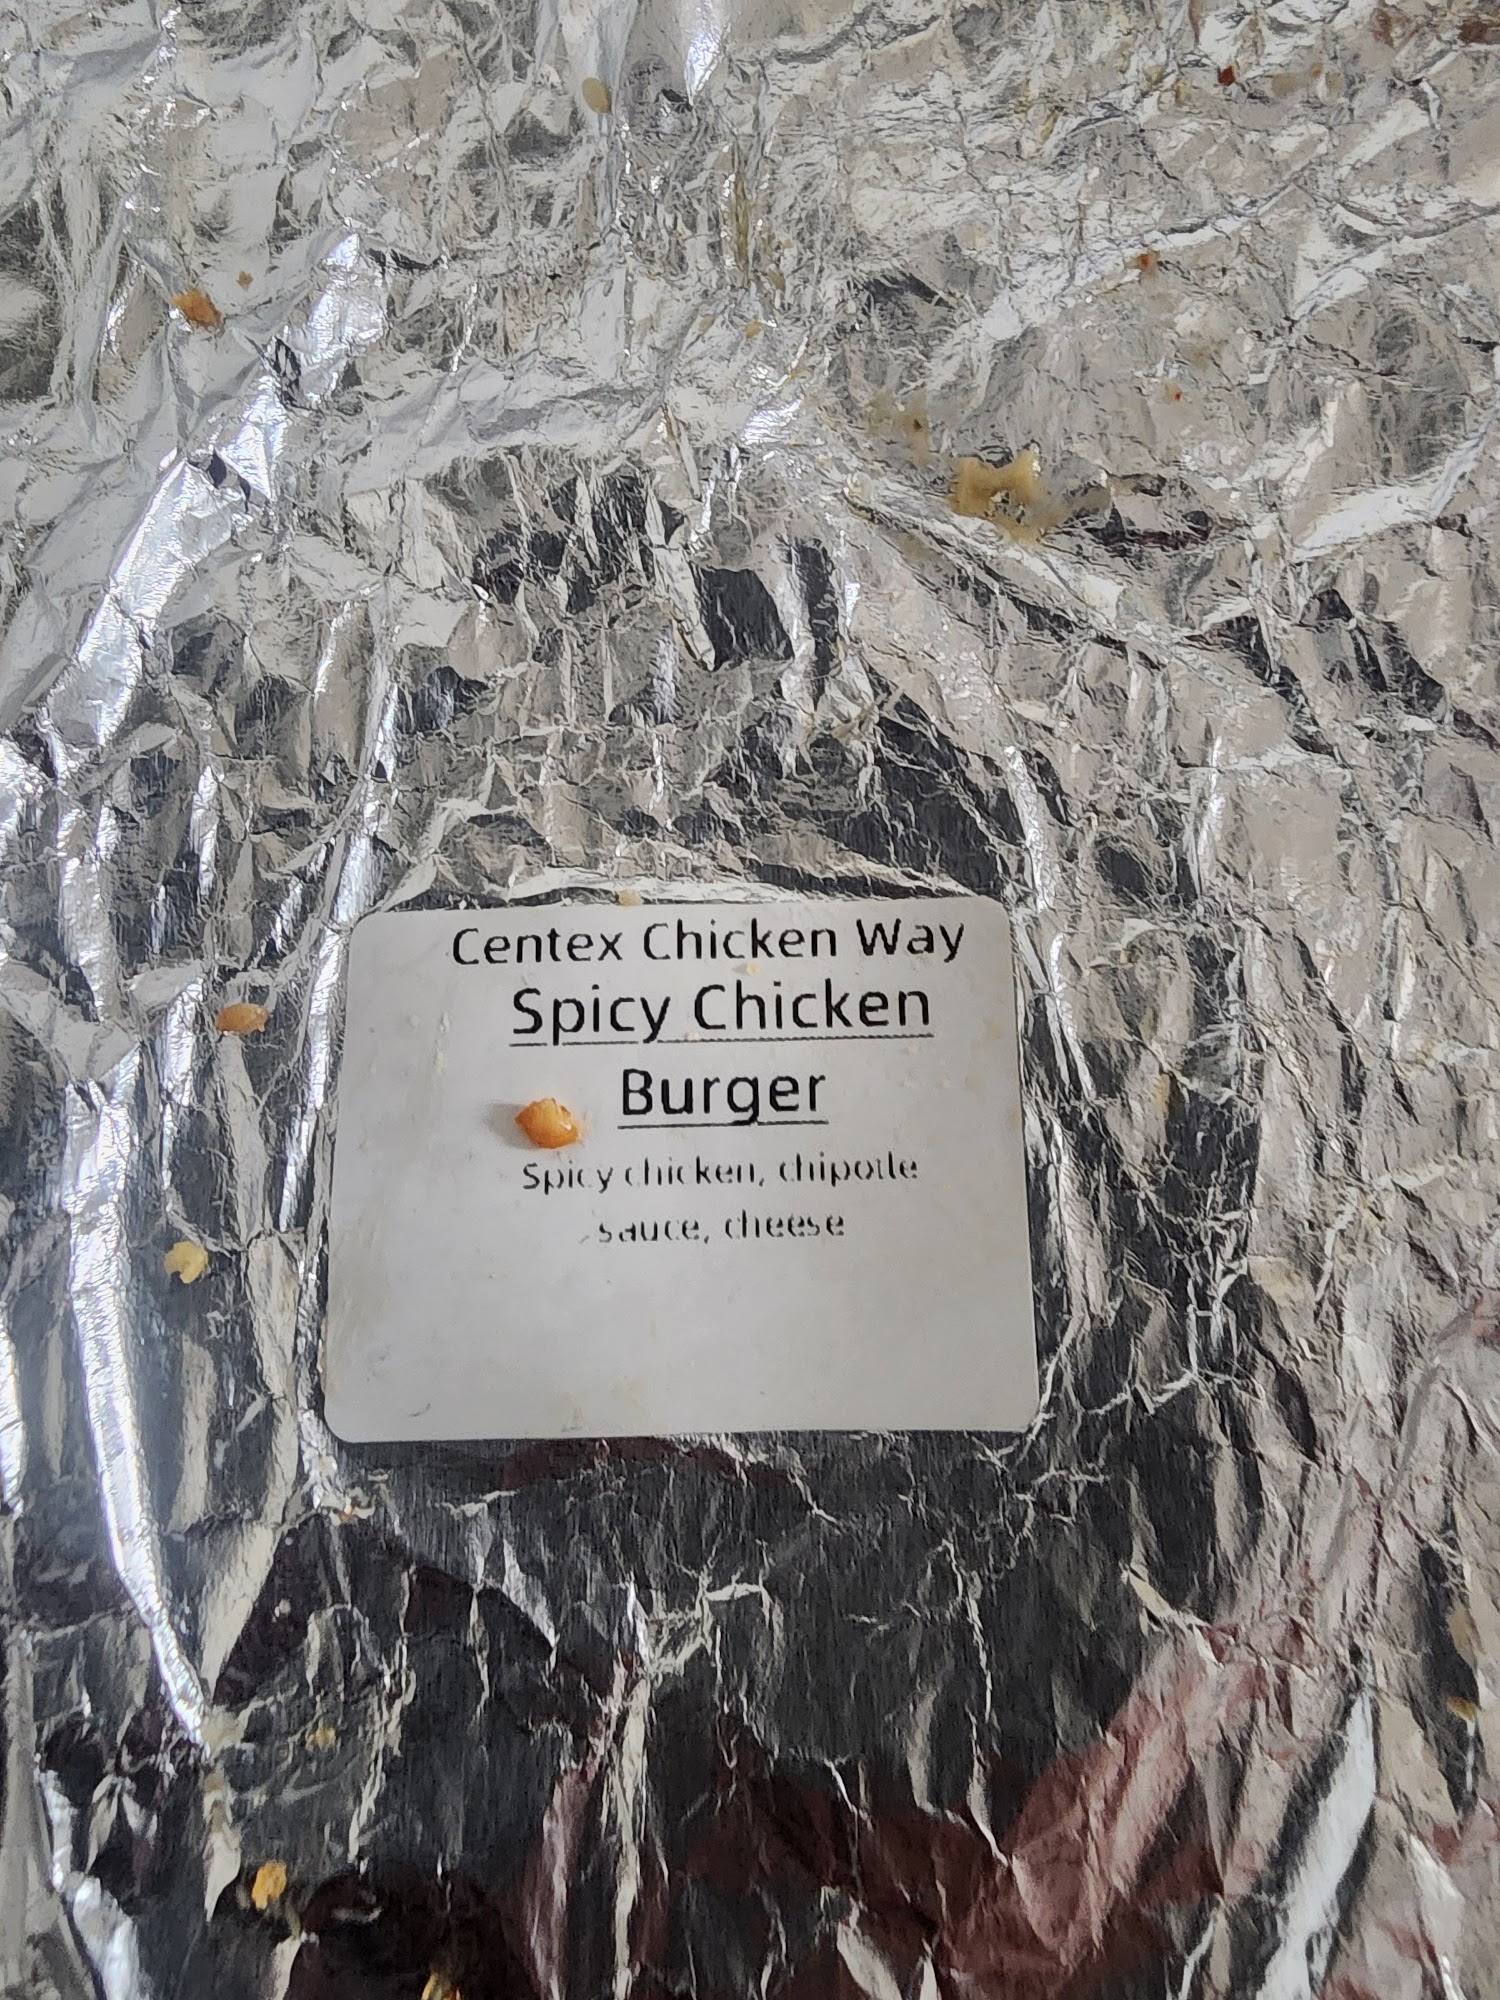 Centex Chicken Way
Spicy Chicken
Burger
Spicy chicken, chipotle
sauce, cheese